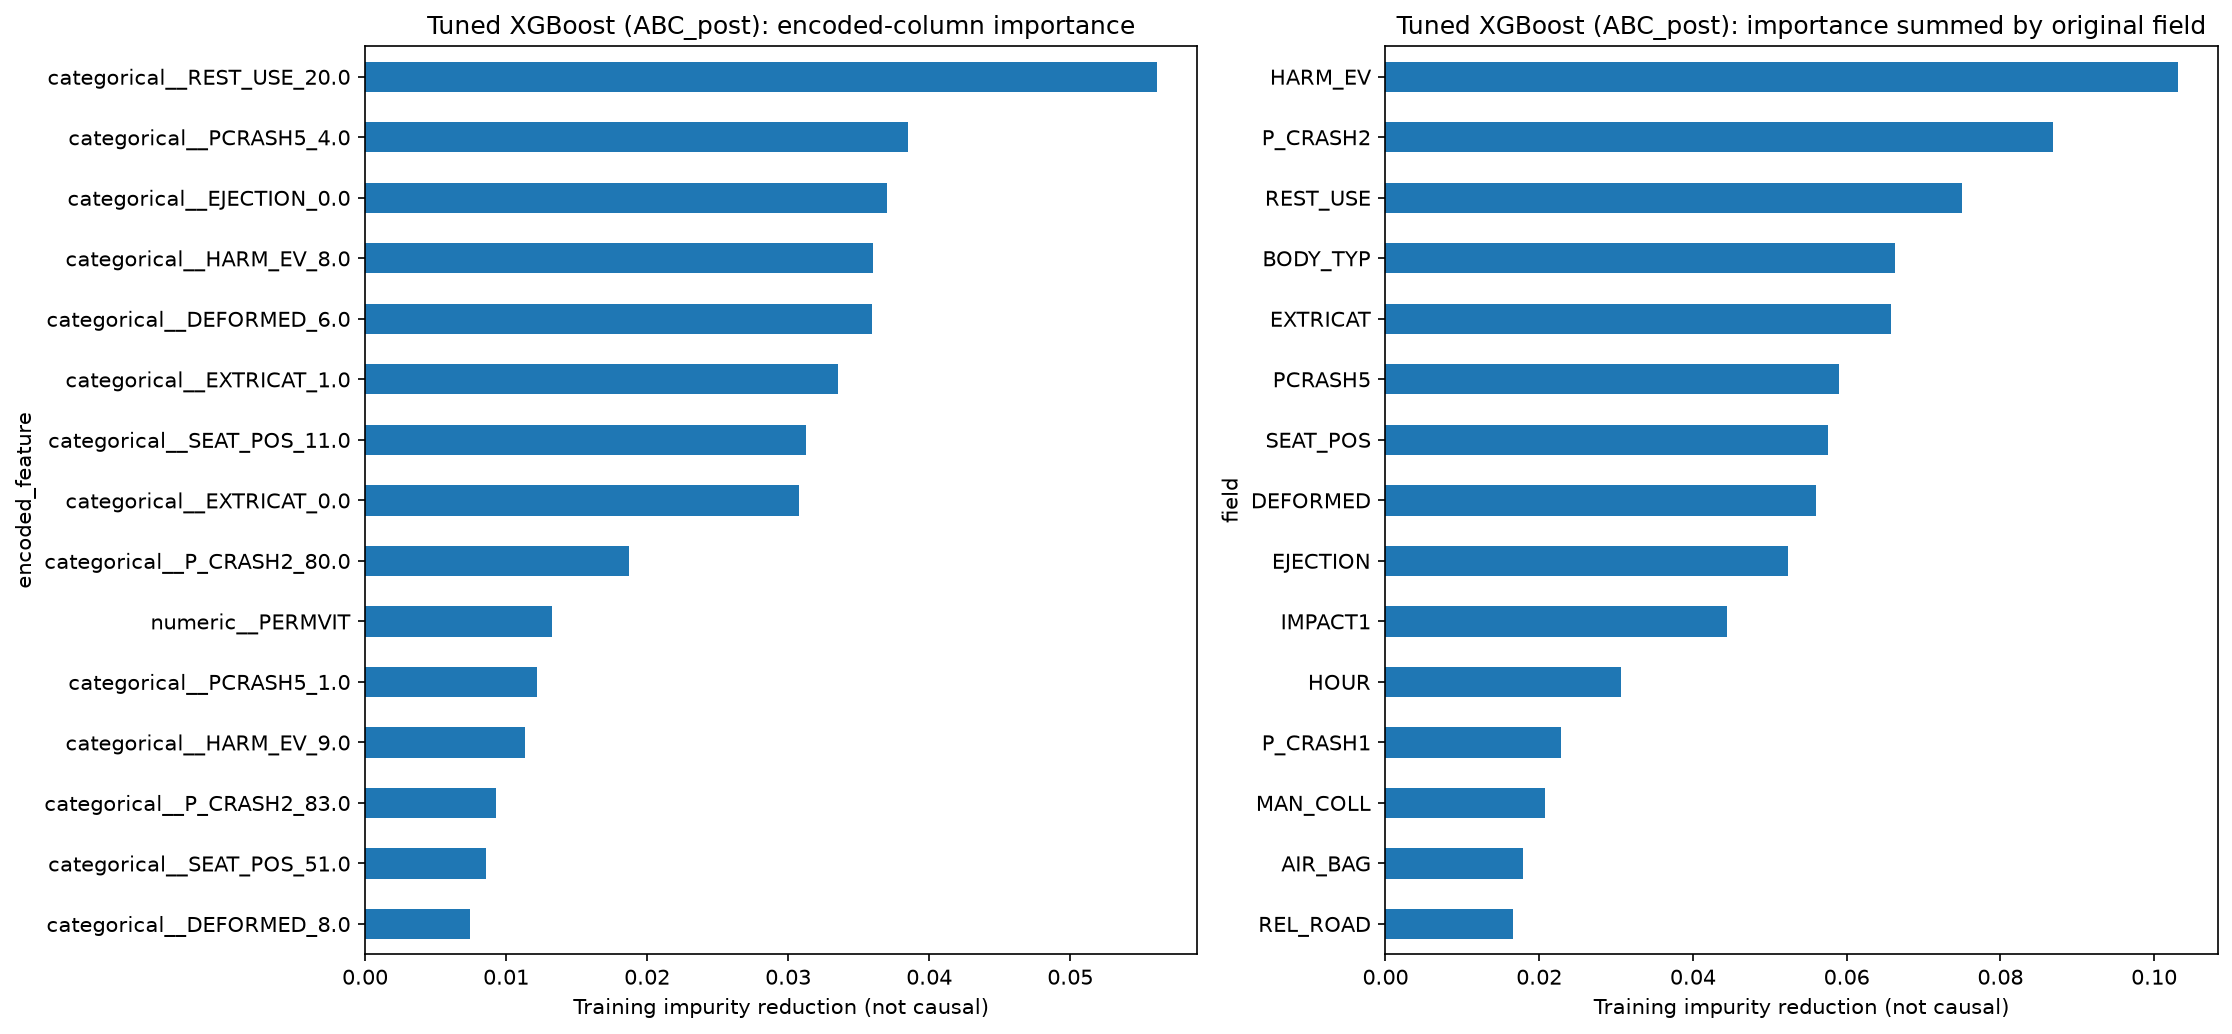 Tuned XGBoost (ABC_post): encoded-column importance
encoded_feature
categorical__REST_USE_20.0
categorical__PCRASH5_4.0
categorical__EJECTION_0.0
categorical__HARM_EV_8.0
categorical__DEFORMED_6.0
categorical__EXTRICAT_1.0
categorical__SEAT_POS_11.0
categorical__EXTRICAT_0.0
categorical__P_CRASH2_80.0
numeric__PERMVIT
categorical__PCRASH5_1.0
categorical__HARM_EV_9.0
categorical__P_CRASH2_83.0
categorical__SEAT_POS_51.0
categorical__DEFORMED_8.0
0.00 0.01 0.02 0.03 0.04 0.05
Training impurity reduction (not causal)
Tuned XGBoost (ABC_post): importance summed by original field
field
HARM_EV
P_CRASH2
REST_USE
BODY_TYP
EXTRICAT
PCRASH5
SEAT_POS
DEFORMED
EJECTION
IMPACT1
HOUR
P_CRASH1
MAN_COLL
AIR_BAG
REL_ROAD
0.00 0.02 0.04 0.06 0.08 0.10
Training impurity reduction (not causal)